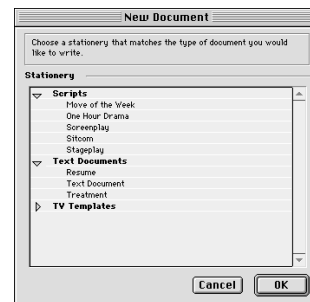 New Document
Choose a stationery that matches the type of document you would
like to write.
Stationery
Scripts
Move of the Week
One Hour Drama
Screenplay
Sitcom
Stageplay
Text Documents
Resume
Text Document
Treatment
TV Templates
Cancel
OK